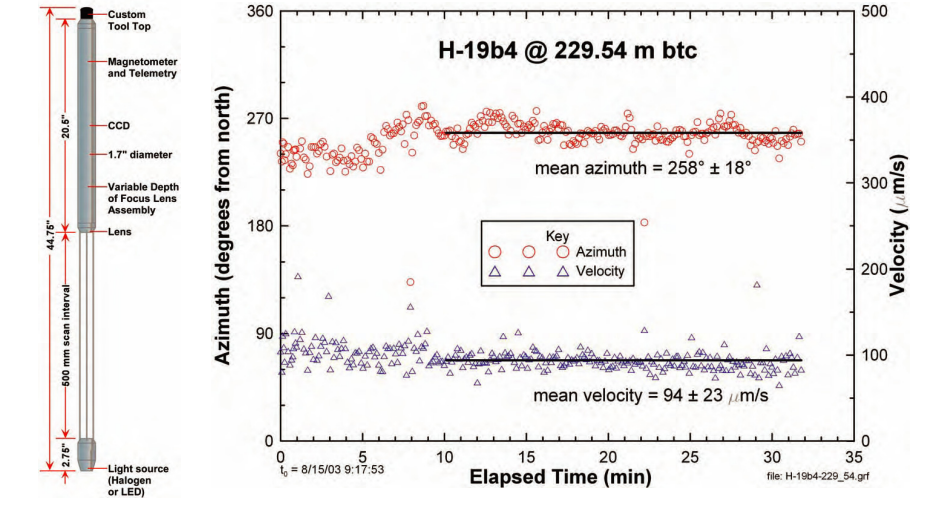 Custom
Tool Top
Magnetometer
and Telemetry
CCD
1.7" diameter
Variable Depth
of Focus Lens
Assembly
Lens
Light source
(Halogen
or LED)
20.5"
44.75"
500 mm scan interval
2.75"
H-19b4 @ 229.54 m btc
Azimuth (degrees from north)
360
270
180
90
0
500
400
300
200
100
0
Velocity (μm/s)
mean azimuth = 258° ± 18°
Key
Azimuth
Velocity
mean velocity = 94 ± 23 μm/s
0 5 10 15 20 25 30 35
t0 = 8/15/03 9:17:53
Elapsed Time (min)
file: H-19b4-229_54.grf